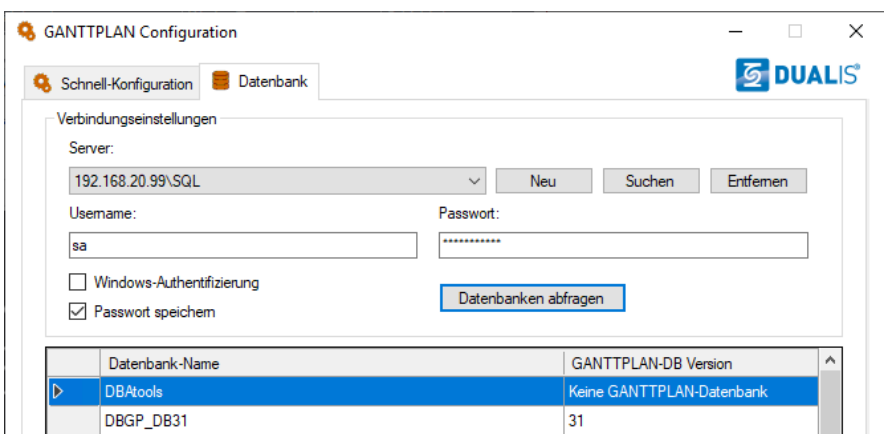 GANTTPLAN Configuration
Schnell-Konfiguration
Datenbank
DUALIS®
Verbindungseinstellungen
Server:
192.168.20.99\SQL
Neu
Suchen
Entfernen
Username:
Passwort:
sa
***********
Windows-Authentifizierung
Datenbanken abfragen
Passwort speichern
Datenbank-Name
GANTTPLAN-DB Version
DBAtools
Keine GANTTPLAN-Datenbank
DBGP_DB31
31